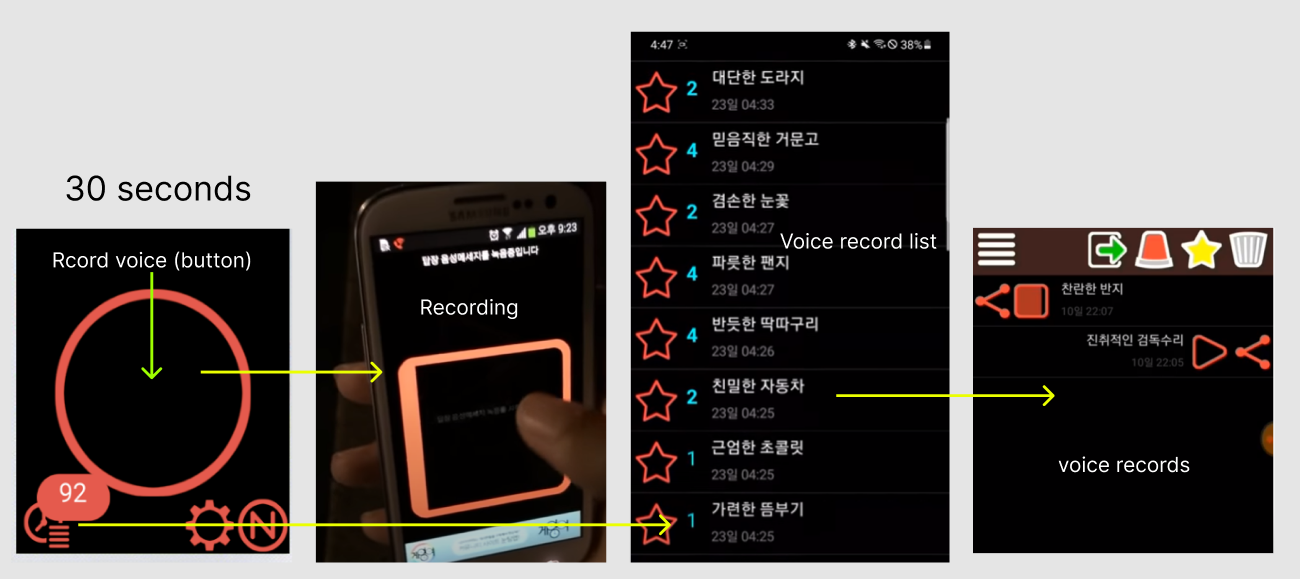 30 seconds
Rcord voice (button)
92
N
오후 9:23
답장 음성메세지를 녹음중입니다
Recording
4:47
38%
2 대단한 도라지
23일 04:33
4 믿음직한 거문고
23일 04:29
2 겸손한 눈꽃
23일 04:27
Voice record list
4 파릇한 팬지
23일 04:27
4 반듯한 딱따구리
23일 04:26
2 친밀한 자동차
23일 04:25
1 근엄한 초콜릿
23일 04:25
1 가련한 뜸부기
23일 04:25
찬란한 반지
10일 22:07
진취적인 검독수리
10일 22:05
voice records